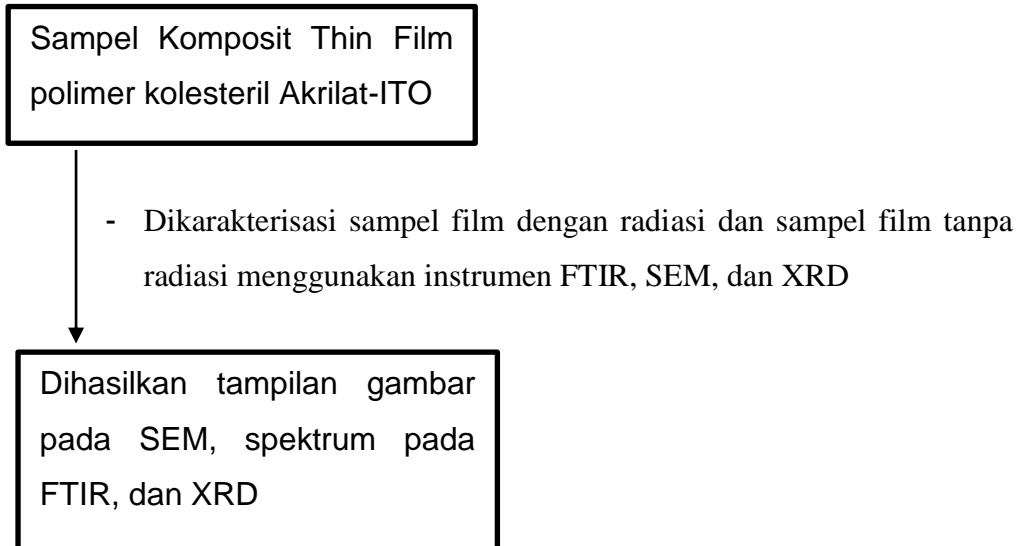 Sampel Komposit Thin Film
polimer kolesteril Akrilat-ITO
- Dikarakterisasi sampel film dengan radiasi dan sampel film tanpa
radiasi menggunakan instrumen FTIR, SEM, dan XRD
Dihasilkan tampilan gambar
pada SEM, spektrum pada
FTIR, dan XRD